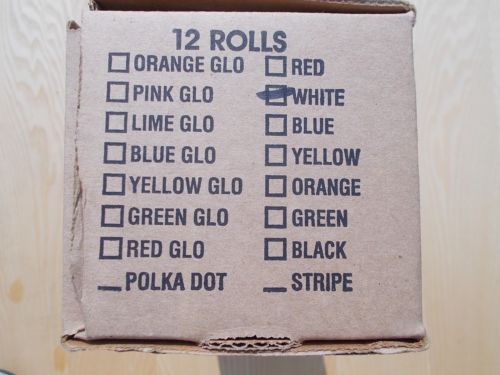 12 ROLLS
ORANGE GLO RED
PINK GLO WHITE
LIME GLO BLUE
BLUE GLO YELLOW
YELLOW GLO ORANGE
GREEN GLO GREEN
RED GLO BLACK
POLKA DOT STRIPE